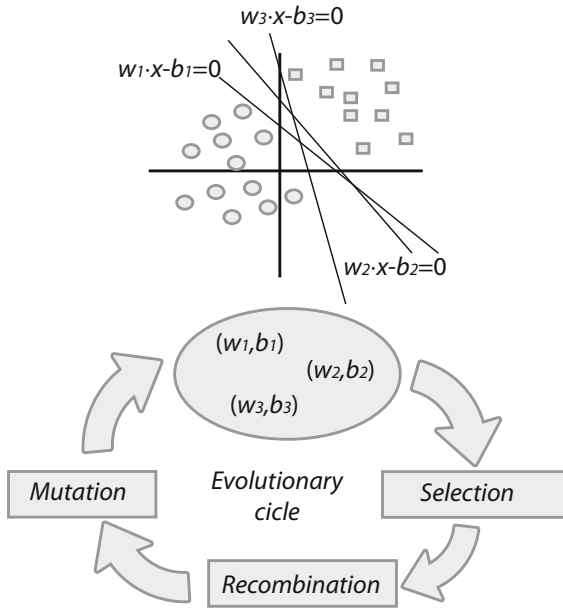 w3·x-b3=0
w1·x-b1=0
w2·x-b2=0
(w1,b1)
(w2,b2)
(w3,b3)
Mutation
Evolutionary
cicle
Selection
Recombination